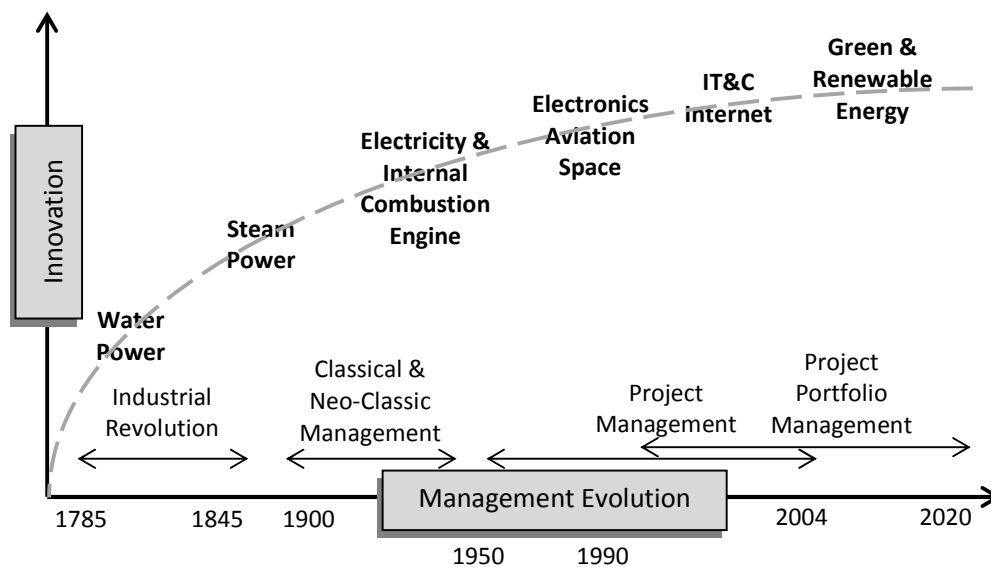 Green &
Renewable
Energy
IT&C
Internet
Electronics
Aviation
Space
Electricity &
Internal
Combustion
Engine
Steam
Power
Water
Power
Innovation
Industrial
Revolution
Classical &
Neo-Classic
Management
Project
Management
Project
Portfolio
Management
Management Evolution
1785
1845
1900
1950
1990
2004
2020